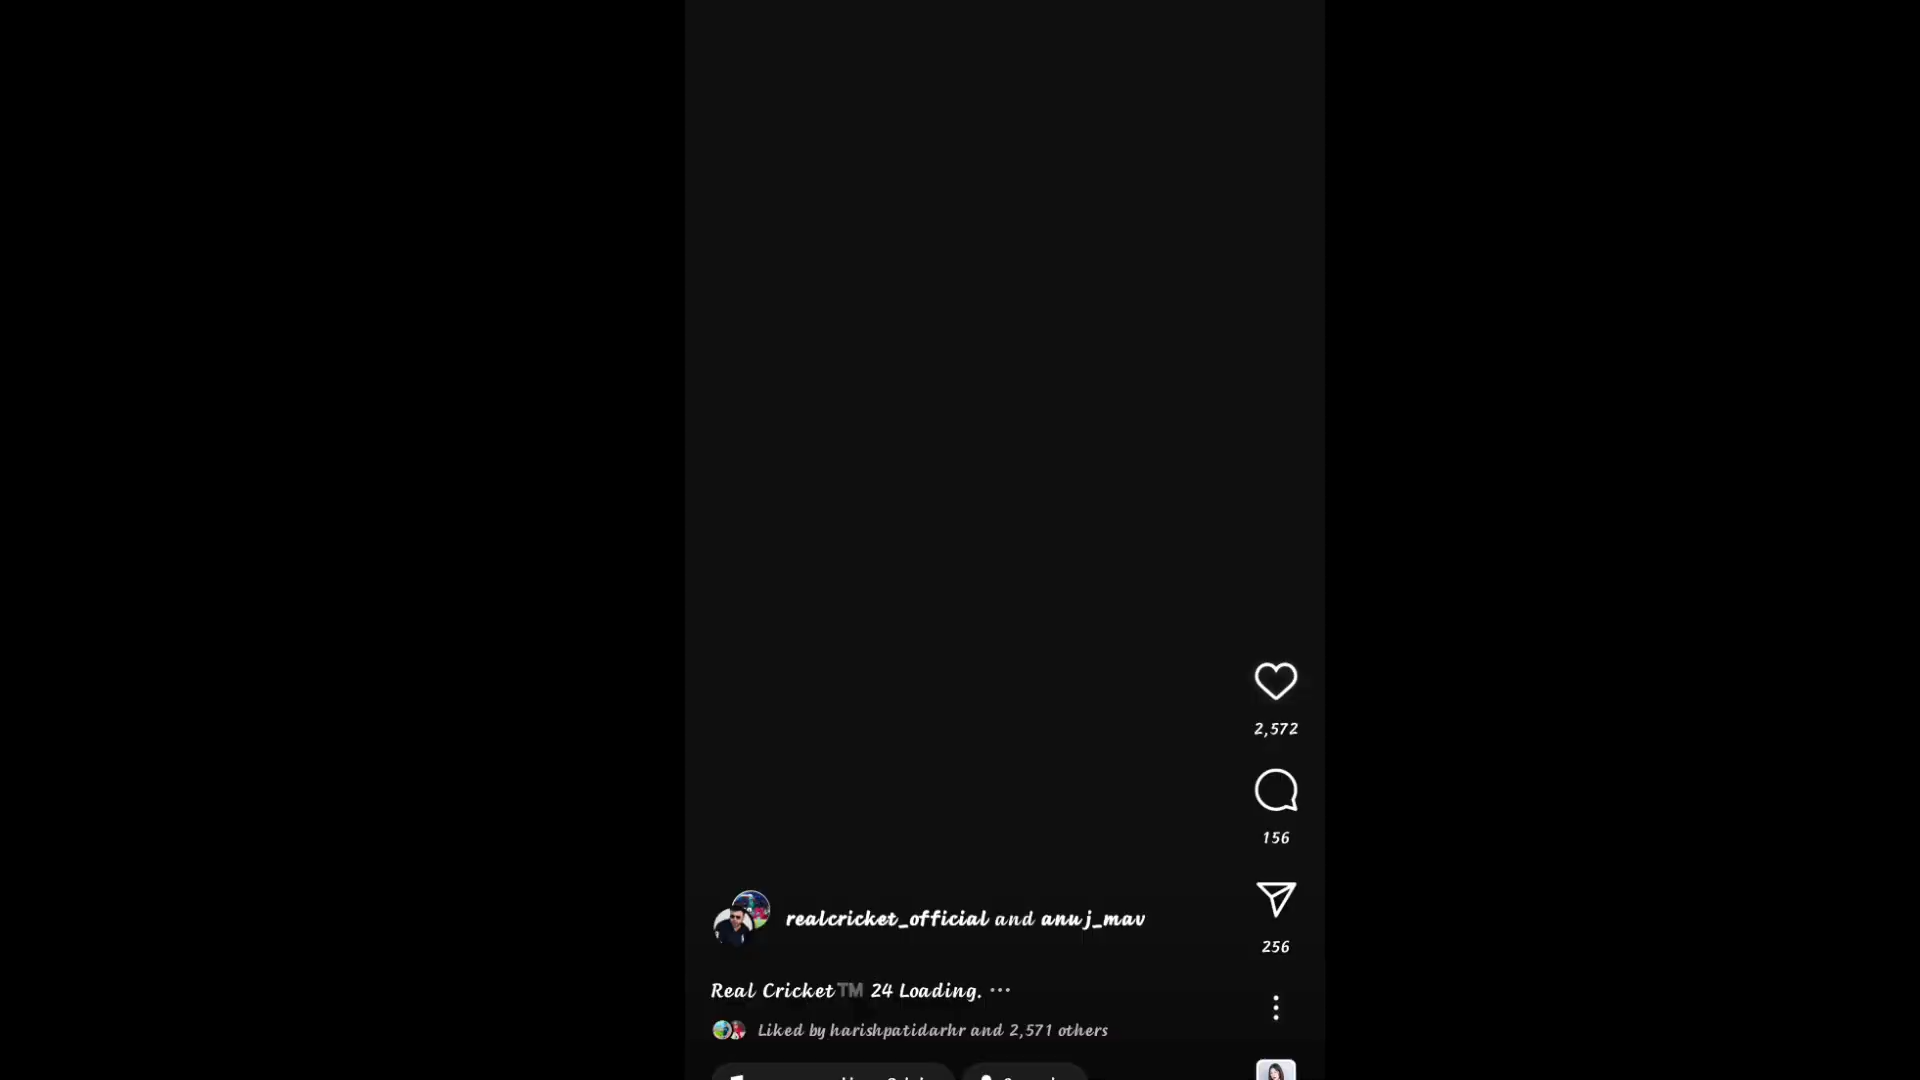 2,572
156
realcricket_official and anuj_mav
256
Real Cricket™ 24 Loading. ...
Liked by harishpatidarhr and 2,571 others